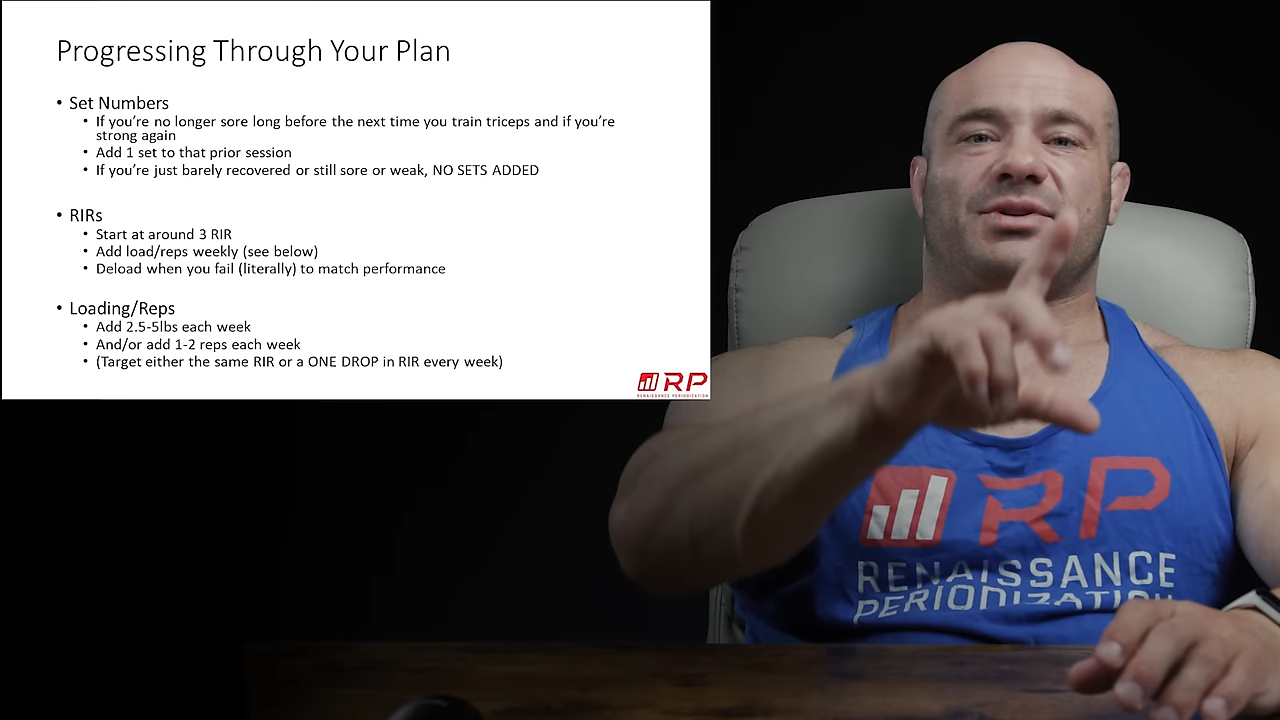 Progressing Through Your Plan
• Set Numbers
• If you're no longer sore long before the next time you train triceps and if you're
strong again
• Add 1 set to that prior session
• If you're just barely recovered or still sore or weak, NO SETS ADDED
• RIRs
• Start at around 3 RIR
• Add load/reps weekly (see below)
• Deload when you fail (literally) to match performance
• Loading/Reps
• Add 2.5-5lbs each week
• And/or add 1-2 reps each week
• (Target either the same RIR or a ONE DROP in RIR every week)
RP
RENAISSANCE PERIODIZATION
RP
RENAISSANCE
PERIODIZATION